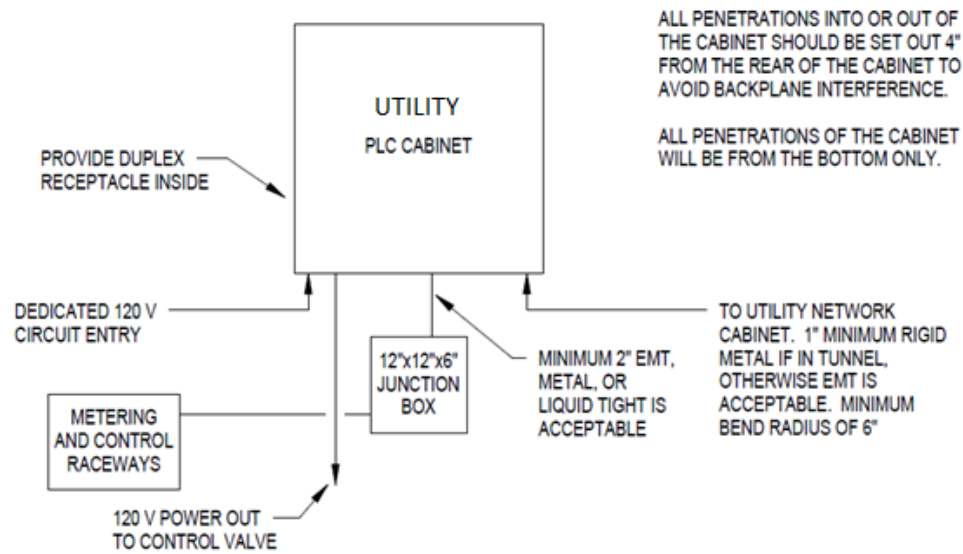 ALL PENETRATIONS INTO OR OUT OF
THE CABINET SHOULD BE SET OUT 4"
FROM THE REAR OF THE CABINET TO
AVOID BACKPLANE INTERFERENCE.
ALL PENETRATIONS OF THE CABINET
WILL BE FROM THE BOTTOM ONLY.
UTILITY
PLC CABINET
PROVIDE DUPLEX
RECEPTACLE INSIDE
DEDICATED 120 V
CIRCUIT ENTRY
12"x12"x6"
JUNCTION
BOX
MINIMUM 2" EMT,
METAL, OR
LIQUID TIGHT IS
ACCEPTABLE
TO UTILITY NETWORK
CABINET. 1" MINIMUM RIGID
METAL IF IN TUNNEL,
OTHERWISE EMT IS
ACCEPTABLE. MINIMUM
BEND RADIUS OF 6"
METERING
AND CONTROL
RACEWAYS
120 V POWER OUT
TO CONTROL VALVE